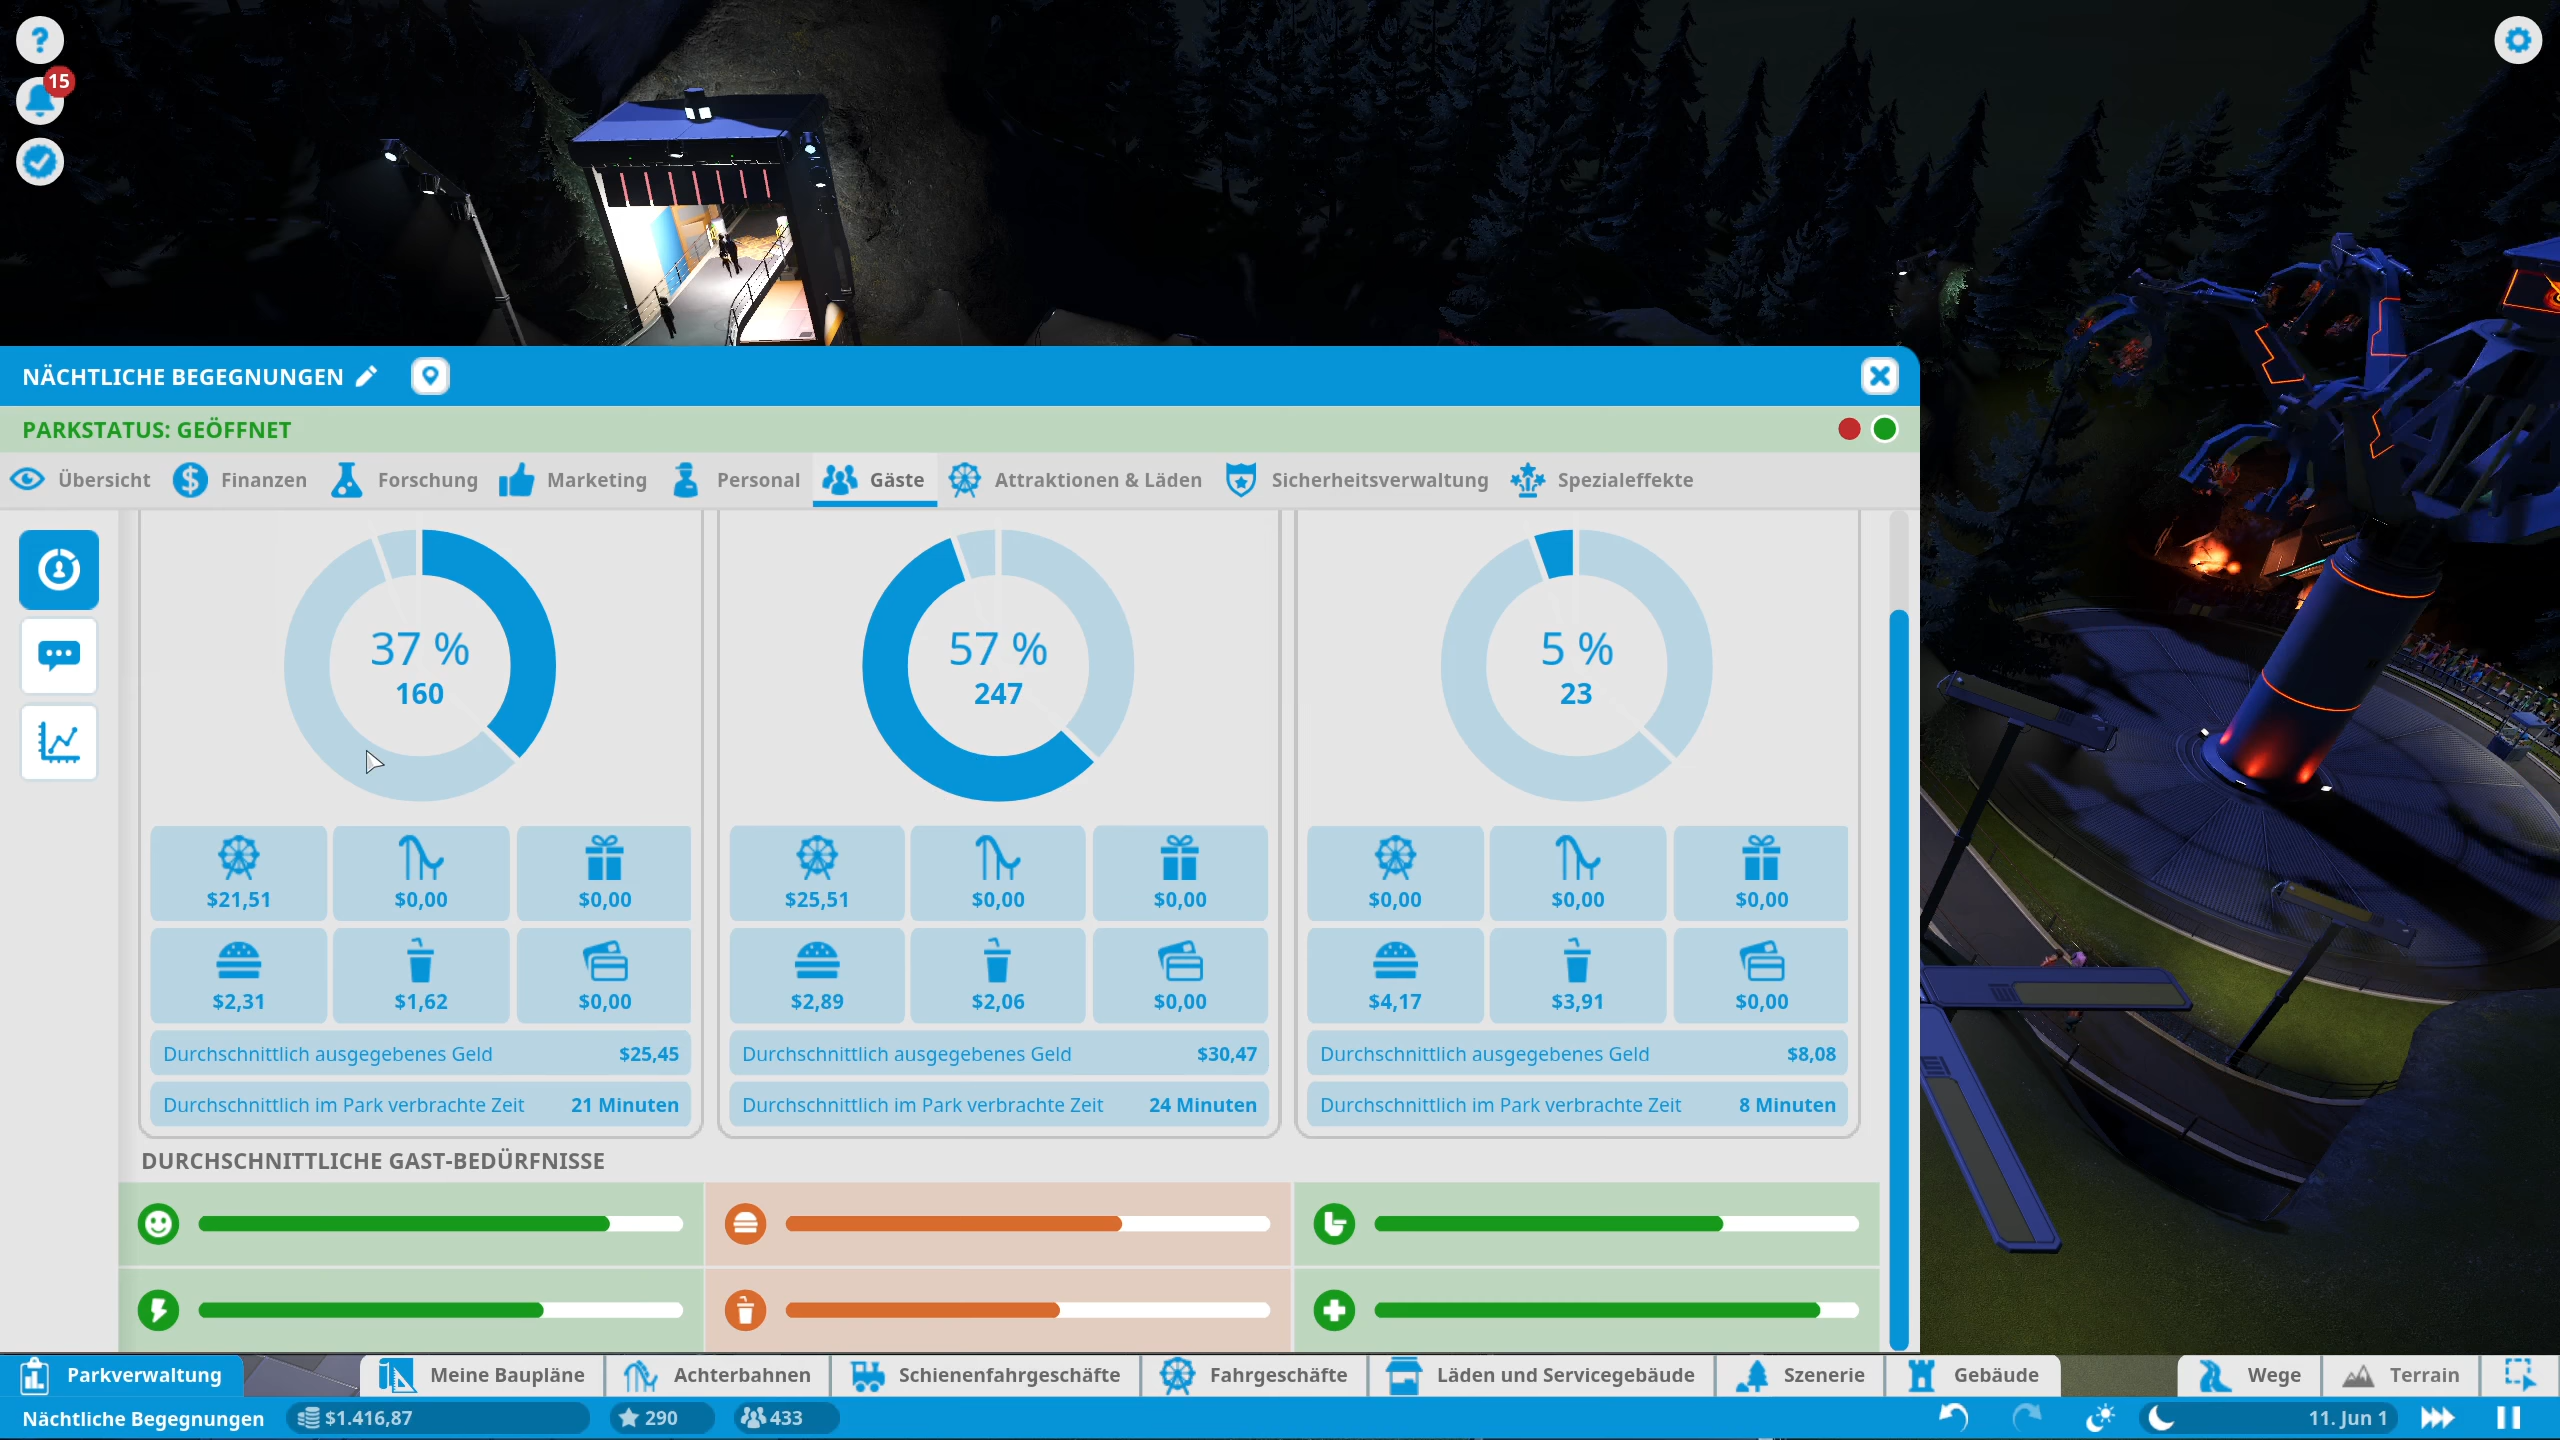 15
NÄCHTLICHE BEGEGNUNGEN
PARKSTATUS: GEÖFFNET
Übersicht Finanzen Forschung Marketing Personal Gäste Attraktionen & Läden Sicherheitsverwaltung Spezialeffekte
37 % 57 % 5 %
160 247 23
$21,51 $0,00 $0,00 $25,51 $0,00 $0,00 $0,00 $0,00 $0,00
$2,31 $1,62 $0,00 $2,89 $2,06 $0,00 $4,17 $3,91 $0,00
Durchschnittlich ausgegebenes Geld $25,45 Durchschnittlich ausgegebenes Geld $30,47 Durchschnittlich ausgegebenes Geld $8,08
Durchschnittlich im Park verbrachte Zeit 21 Minuten Durchschnittlich im Park verbrachte Zeit 24 Minuten Durchschnittlich im Park verbrachte Zeit 8 Minuten
DURCHSCHNITTLICHE GAST-BEDÜRFNISSE
Parkverwaltung Meine Baupläne Achterbahnen Schienenfahrgeschäfte Fahrgeschäfte Läden und Servicegebäude Szenerie Gebäude Wege Terrain
Nächtliche Begegnungen $1.416,87 290 433 11. Jun 1